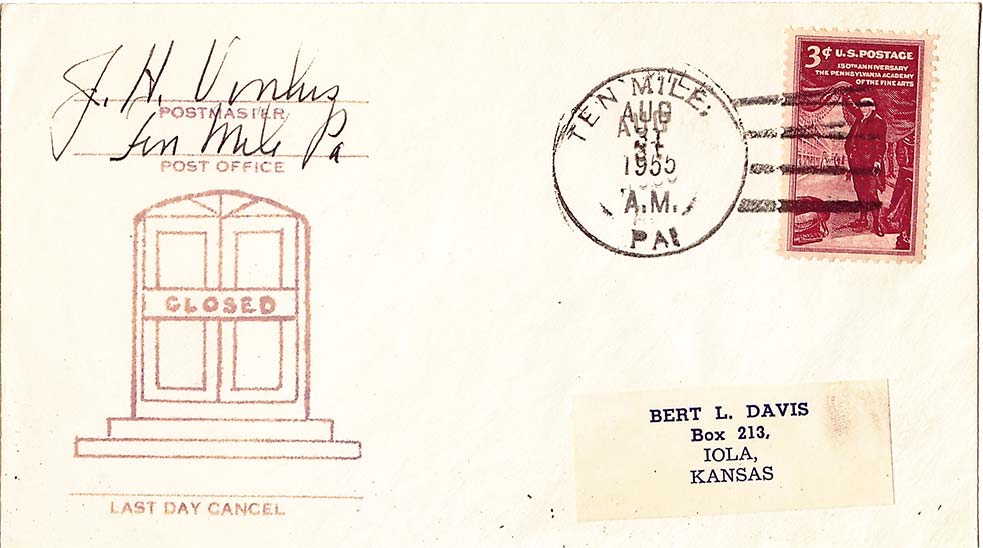 J. H.
POSTMASTER
Ten Mile Pa
POST OFFICE
CLOSED
LAST DAY CANCEL
TEN MILE,
AUG
31
1955
A.M.
PA.
3¢ U.S. POSTAGE
150TH ANNIVERSARY
THE PENNSYLVANIA ACADEMY
OF THE FINE ARTS
BERT L. DAVIS
Box 213,
IOLA,
KANSAS